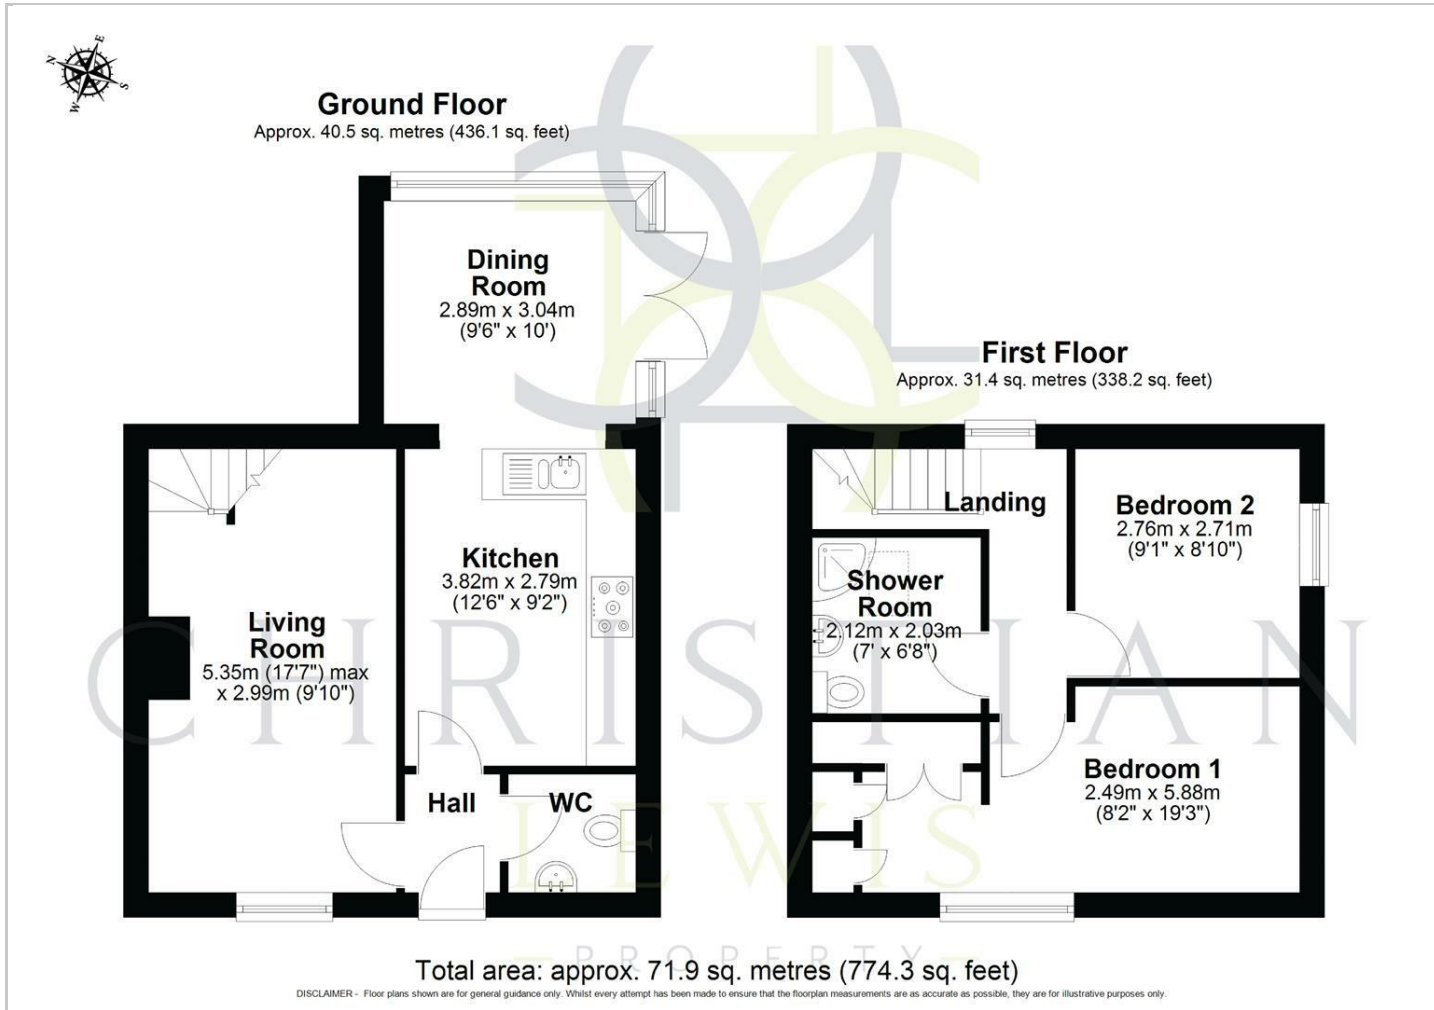 N
E
S
W
Ground Floor
Approx. 40.5 sq. metres (436.1 sq. feet)
Dining
Room
2.89m x 3.04m
(9'6" x 10')
Kitchen
3.82m x 2.79m
(12'6" x 9'2")
Living
Room
5.35m (17'7") max
x 2.99m (9'10")
Hall
WC
First Floor
Approx. 31.4 sq. metres (338.2 sq. feet)
Landing
Bedroom 2
2.76m x 2.71m
(9'1" x 8'10")
Shower
Room
2.12m x 2.03m
(7' x 6'8")
Bedroom 1
2.49m x 5.88m
(8'2" x 19'3")
CHRISTIAN
LEWIS
PROPERTY
Total area: approx. 71.9 sq. metres (774.3 sq. feet)
DISCLAIMER - Floor plans shown are for general guidance only. Whilst every attempt has been made to ensure that the floorplan measurements are as accurate as possible, they are for illustrative purposes only.